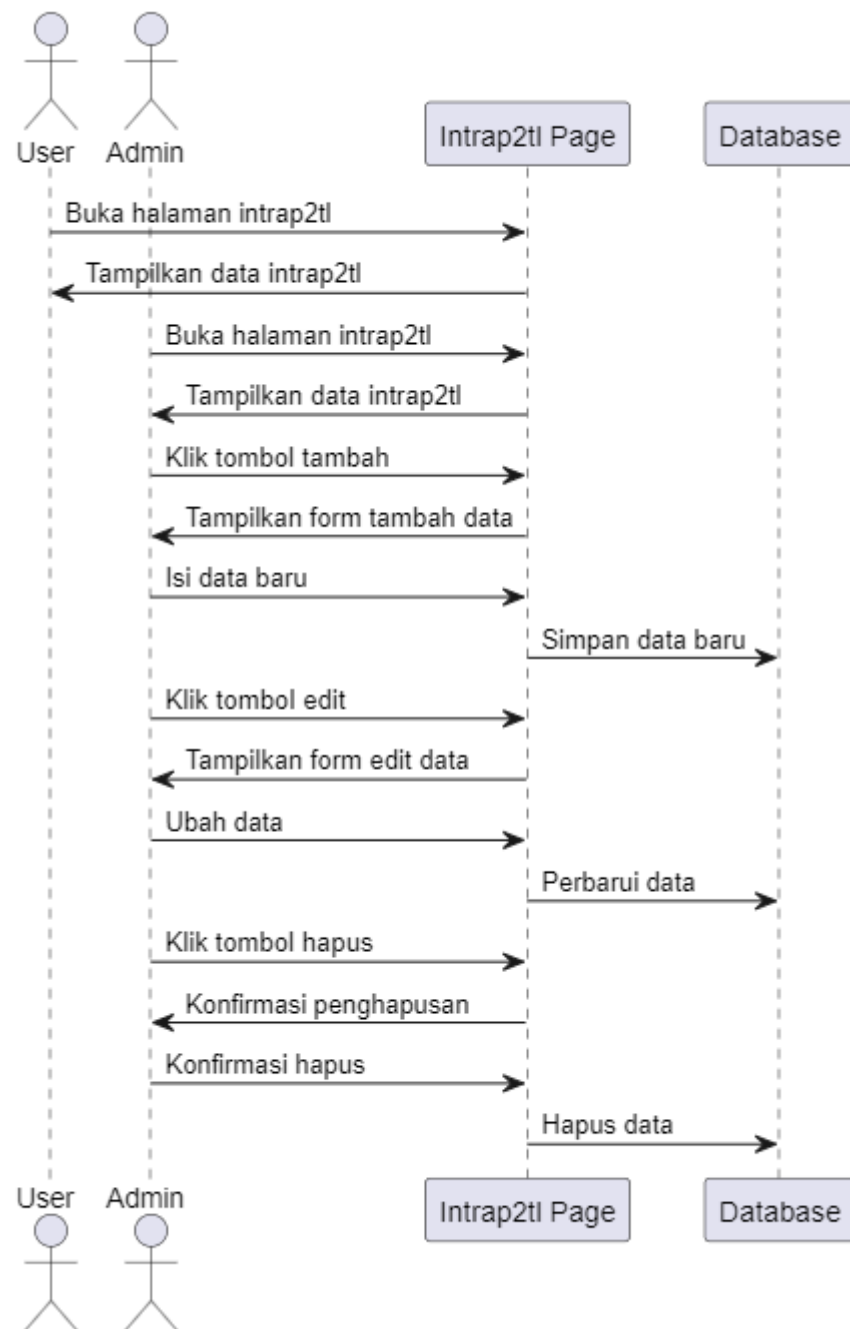 User Admin Intrap2tl Page Database
Buka halaman intrap2tl
Tampilkan data intrap2tl
Buka halaman intrap2tl
Tampilkan data intrap2tl
Klik tombol tambah
Tampilkan form tambah data
Isi data baru
Simpan data baru
Klik tombol edit
Tampilkan form edit data
Ubah data
Perbarui data
Klik tombol hapus
Konfirmasi penghapusan
Konfirmasi hapus
Hapus data
User Admin Intrap2tl Page Database